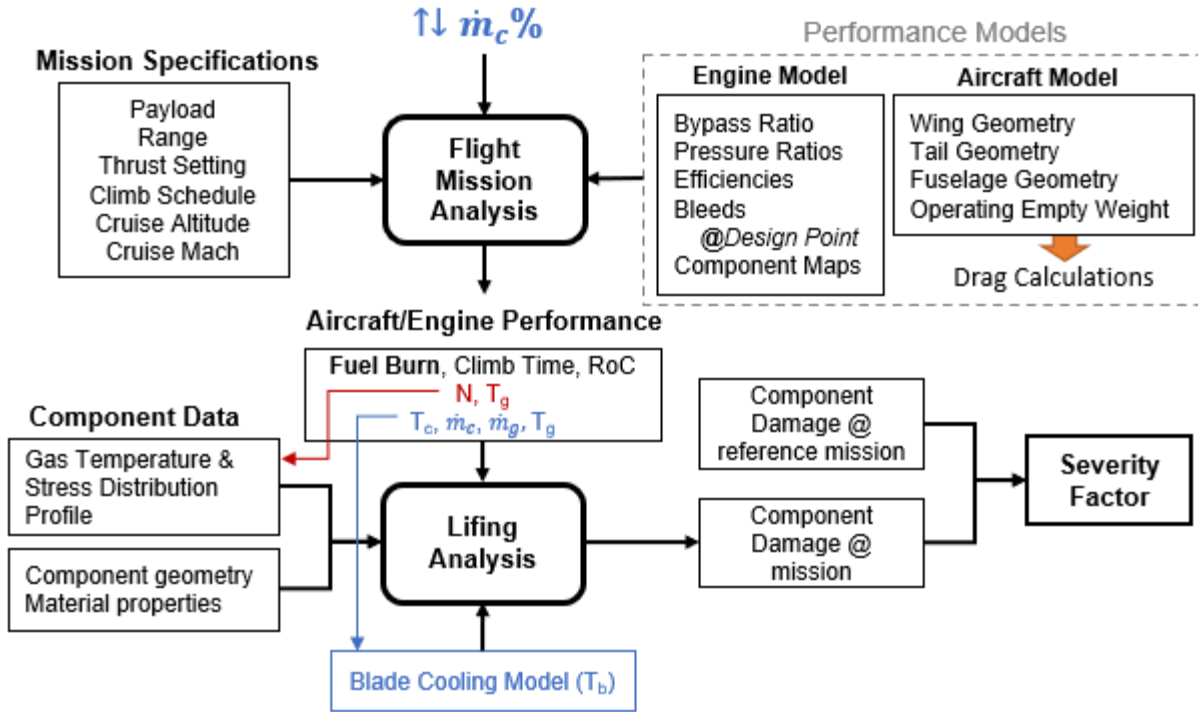 ↑↓ ṁc%
Mission Specifications
Payload
Range
Thrust Setting
Climb Schedule
Cruise Altitude
Cruise Mach
Flight
Mission
Analysis
Performance Models
Engine Model
Bypass Ratio
Pressure Ratios
Efficiencies
Bleeds
@Design Point
Component Maps
Aircraft Model
Wing Geometry
Tail Geometry
Fuselage Geometry
Operating Empty Weight
Drag Calculations
Aircraft/Engine Performance
Fuel Burn, Climb Time, RoC
N, Tg
Tc, ṁc, ṁg, Tg
Component Data
Gas Temperature &
Stress Distribution
Profile
Component geometry
Material properties
Lifing
Analysis
Blade Cooling Model (Tb)
Component
Damage @
reference mission
Component
Damage @
mission
Severity
Factor